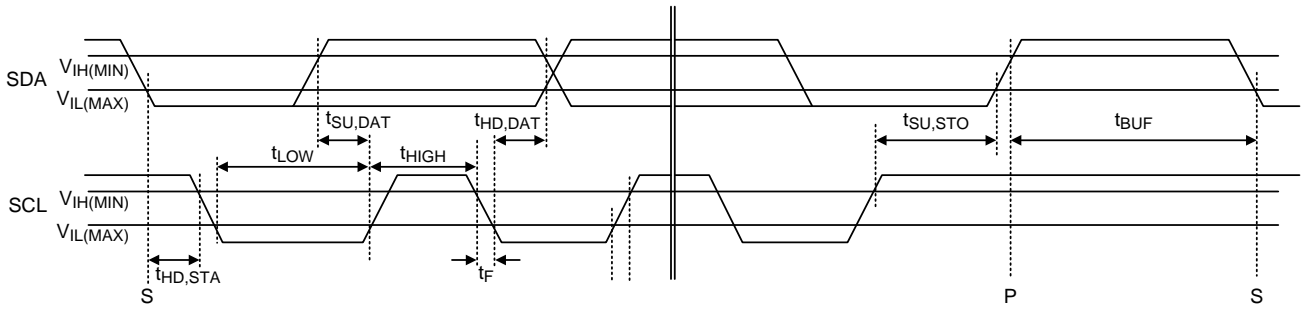 SDA
VIH(MIN)
VIL(MAX)
tSU,DAT
tHD,DAT
tSU,STO
tBUF
tLOW
tHIGH
SCL
VIH(MIN)
VIL(MAX)
tHD,STA
tF
S
P
S